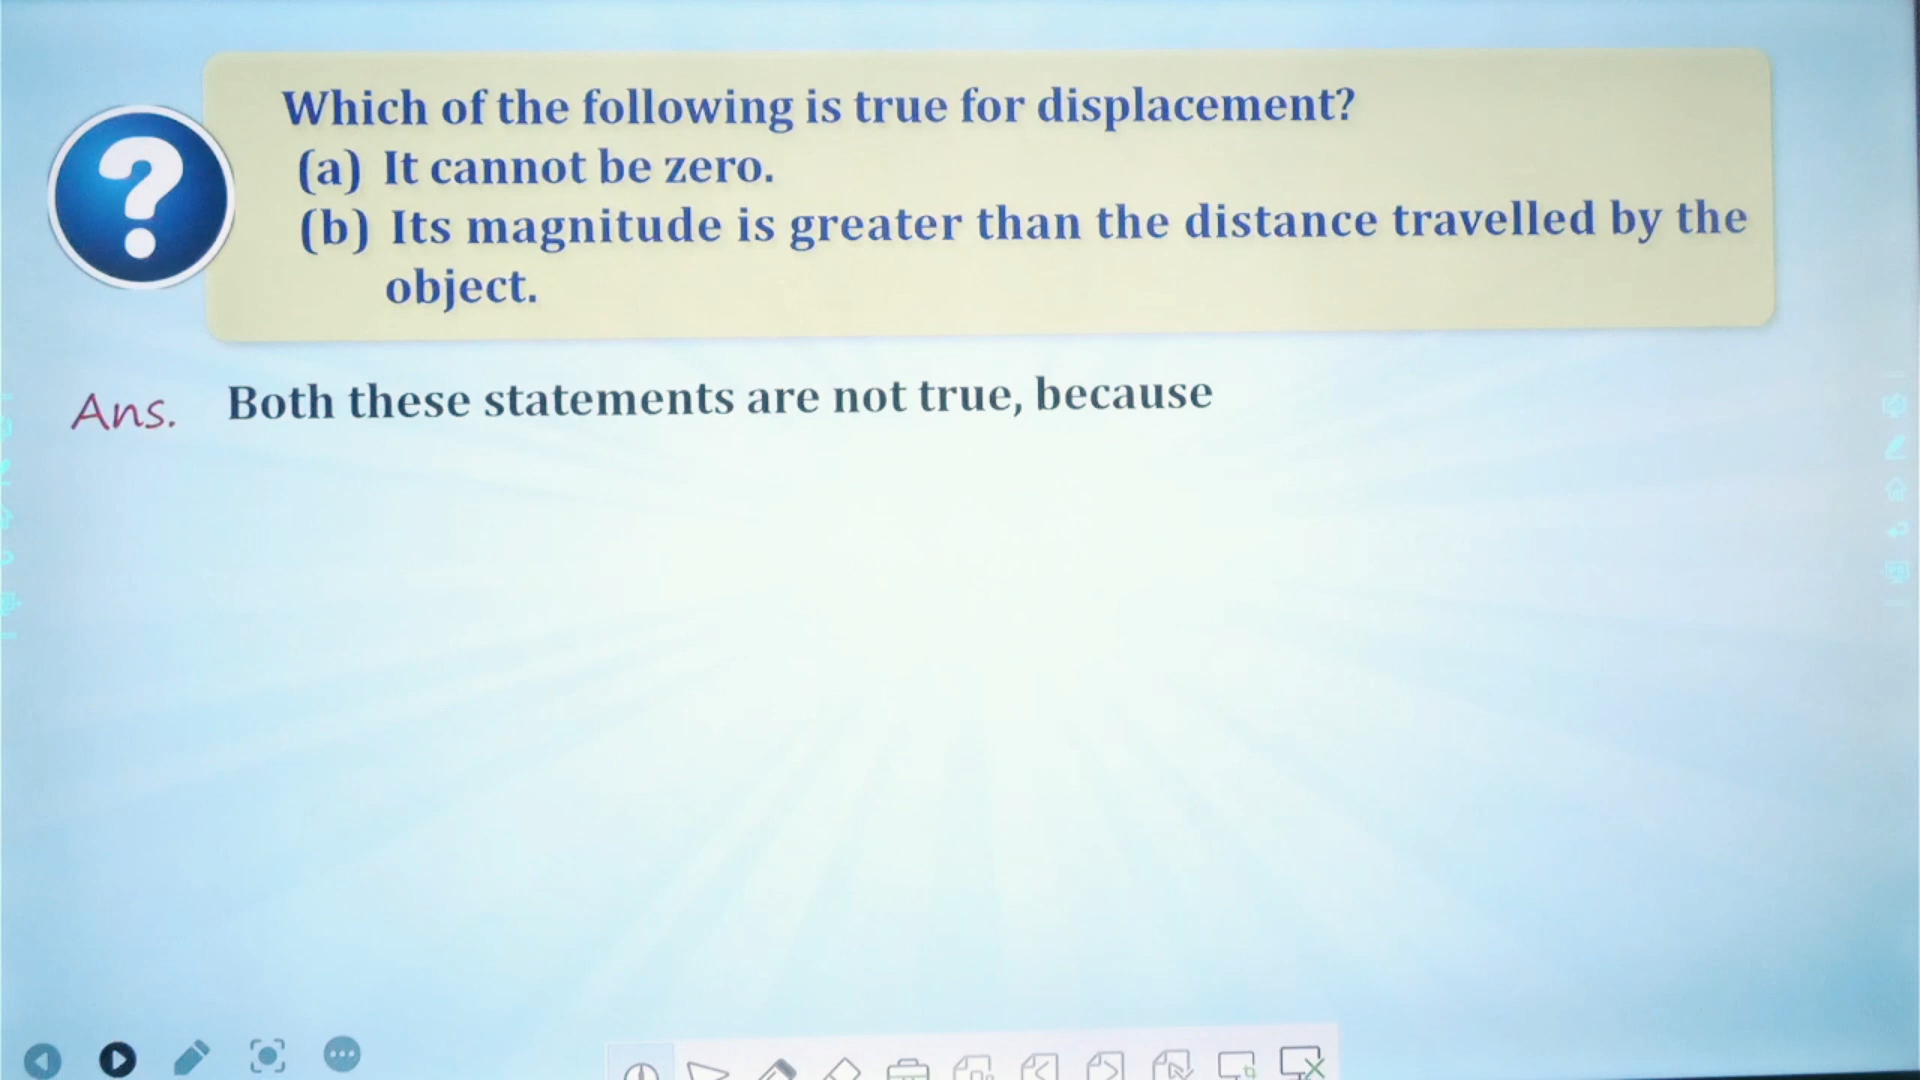 Which of the following is true for displacement?
(a) It cannot be zero.
(b) Its magnitude is greater than the distance travelled by the
object.
Ans. Both these statements are not true, because